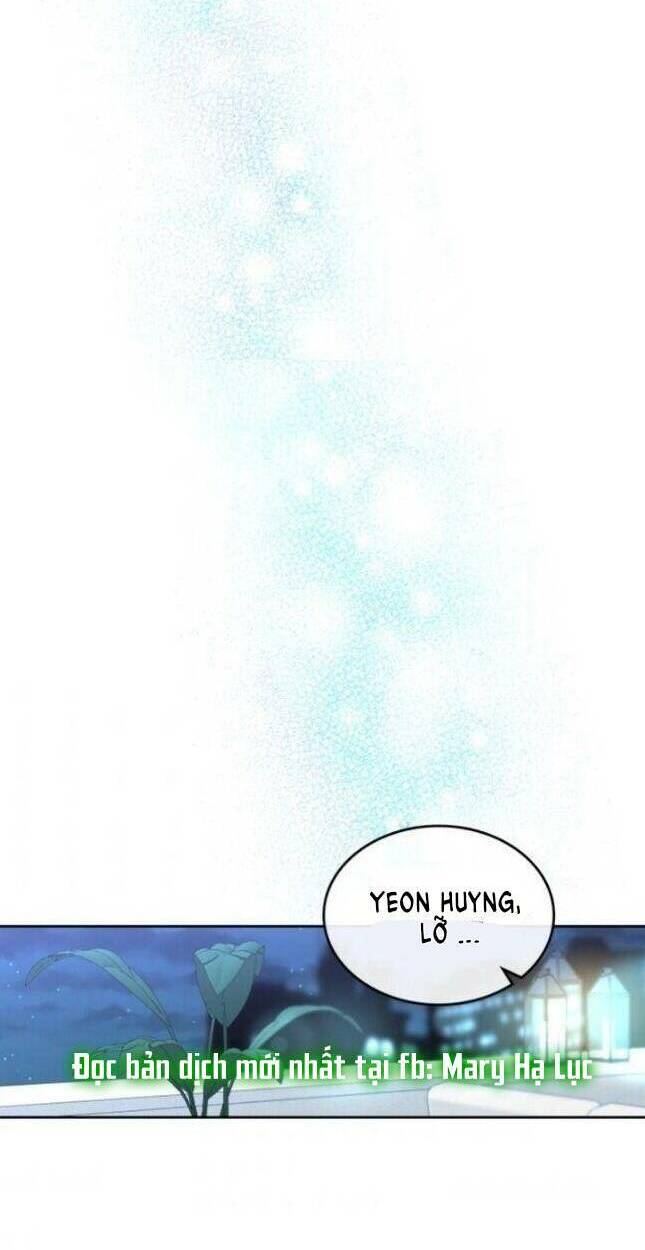 YEON HUYNG,
LỠ ...
Đọc bản dịch mới nhất tại fb: Mary Hạ Lục